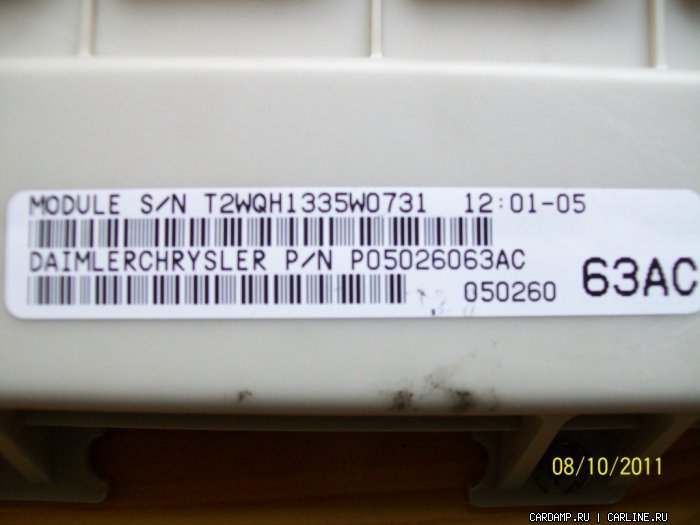 MODULE S/N T2WQH1335W0731 12:01-05
DAIMLERCHRYSLER P/N P05026063AC
050260 63AC
08/10/2011
CARDAMP.RU | CARLINE.RU